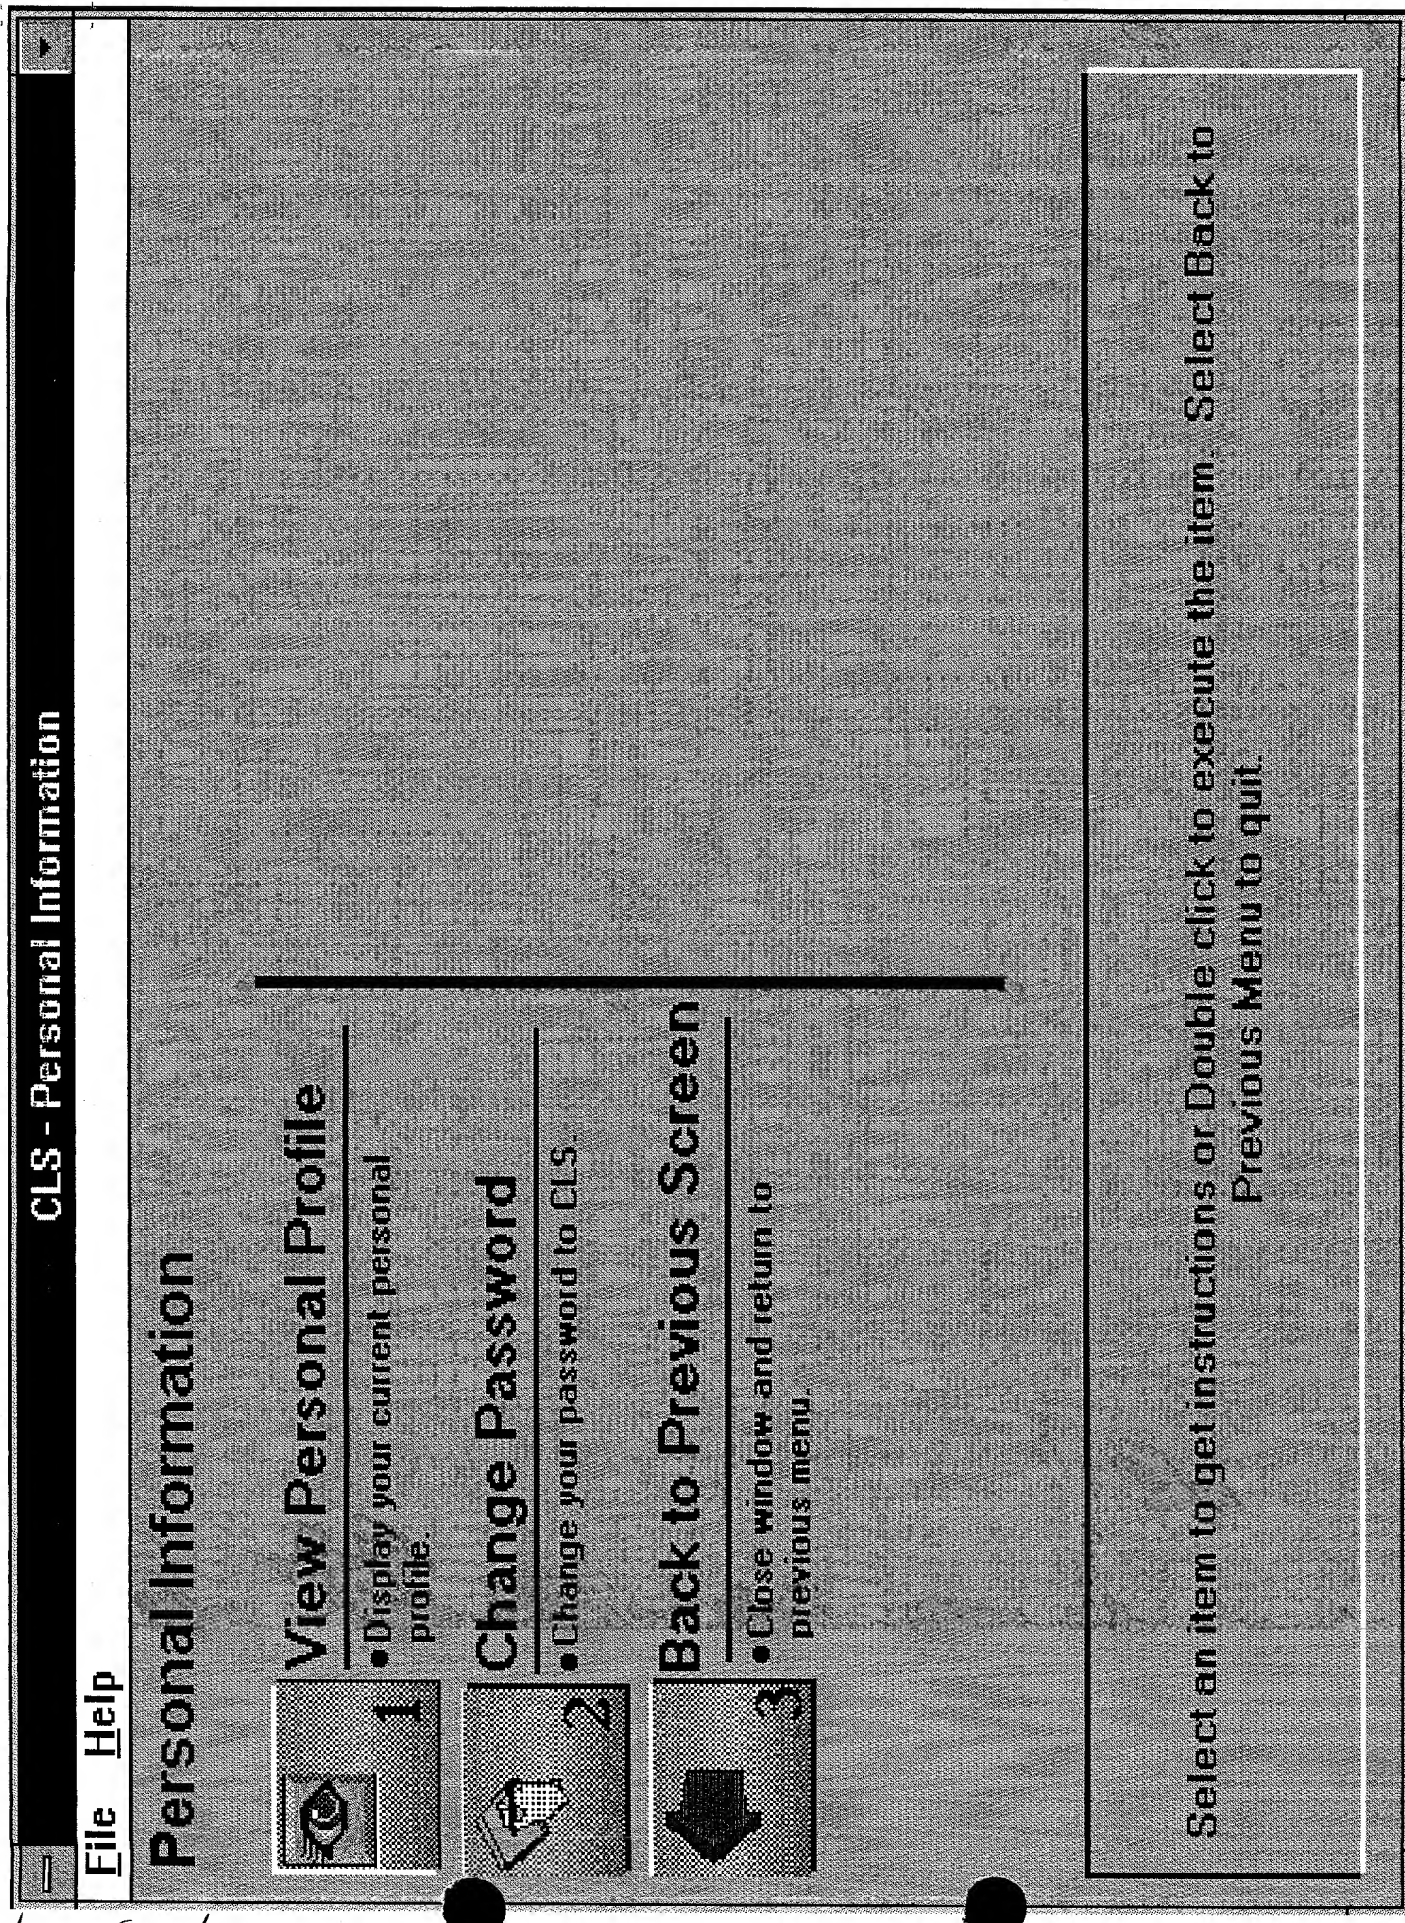 CLS - Personal Information
File Help
Personal Information
1
View Personal Profile
• Display your current personal
profile.
2
Change Password
• Change your password to CLS.
3
Back to Previous Screen
• Close window and return to
previous menu.
Select an item to get instructions or Double click to execute the item. Select Back to
Previous Menu to quit.